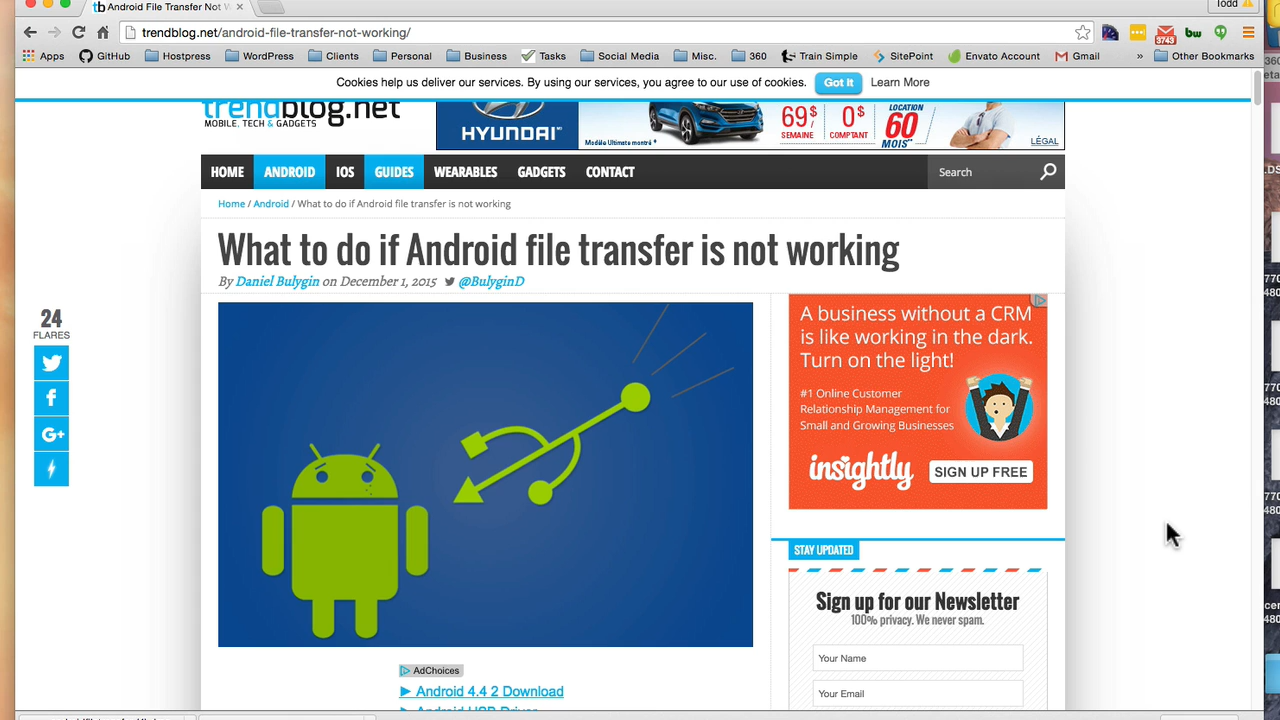 Android File Transfer Not
Todd
trendblog.net/android-file-transfer-not-working/
3743
bw
Apps GitHub Hostpress WordPress Clients Personal Business Tasks Social Media Misc. 360 Train Simple SitePoint Envato Account Gmail » Other Bookmarks
Cookies help us deliver our services. By using our services, you agree to our use of cookies. Got It Learn More
trendblog.net
MOBILE, TECH & GADGETS
HYUNDAI
Modèle Ultimate montré
69$
SEMAINE
0$
COMPTANT
LOCATION
60
MOIS
LÉGAL
HOME ANDROID IOS GUIDES WEARABLES GADGETS CONTACT Search
Home / Android / What to do if Android file transfer is not working
What to do if Android file transfer is not working
By Daniel Bulygin on December 1, 2015 @BulyginD
24
FLARES
A business without a CRM
is like working in the dark.
Turn on the light!
#1 Online Customer
Relationship Management for
Small and Growing Businesses
insightly SIGN UP FREE
STAY UPDATED
Sign up for our Newsletter
100% privacy. We never spam.
Your Name
Your Email
AdChoices
► Android 4.4 2 Download
► Android USB Driver